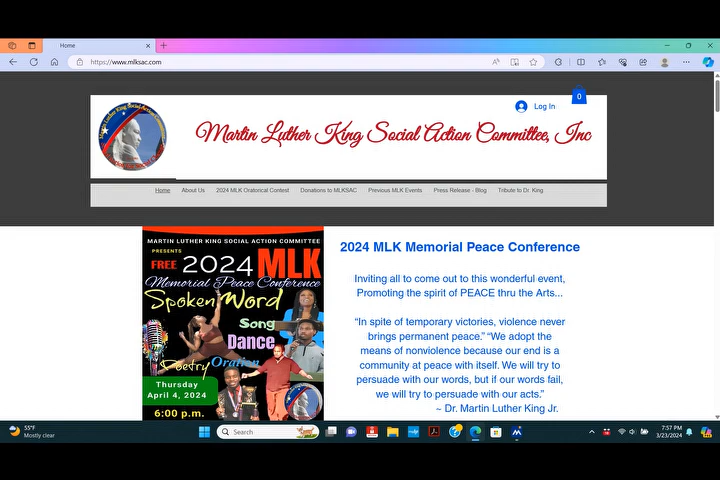 Home
https://www.mlksac.com
0
Log In
Martin Luther King Social Action Committee, Inc
Home
About Us
2024 MLK Oratorical Contest
Donations to MLKSAC
Previous MLK Events
Press Release - Blog
Tribute to Dr. King
MARTIN LUTHER KING SOCIAL ACTION COMMITTEE
PRESENTS
FREE 2024 MLK
Memorial Peace Conference
Spoken Word
Song
Dance
Poetry
Oration
Thursday
April 4, 2024
6:00 p.m.
2024 MLK Memorial Peace Conference
Inviting all to come out to this wonderful event,
Promoting the spirit of PEACE thru the Arts...
“In spite of temporary victories, violence never
brings permanent peace.” “We adopt the
means of nonviolence because our end is a
community at peace with itself. We will try to
persuade with our words, but if our words fail,
we will try to persuade with our acts.”
~ Dr. Martin Luther King Jr.
55°F
Mostly clear
Search
7:57 PM
3/23/2024